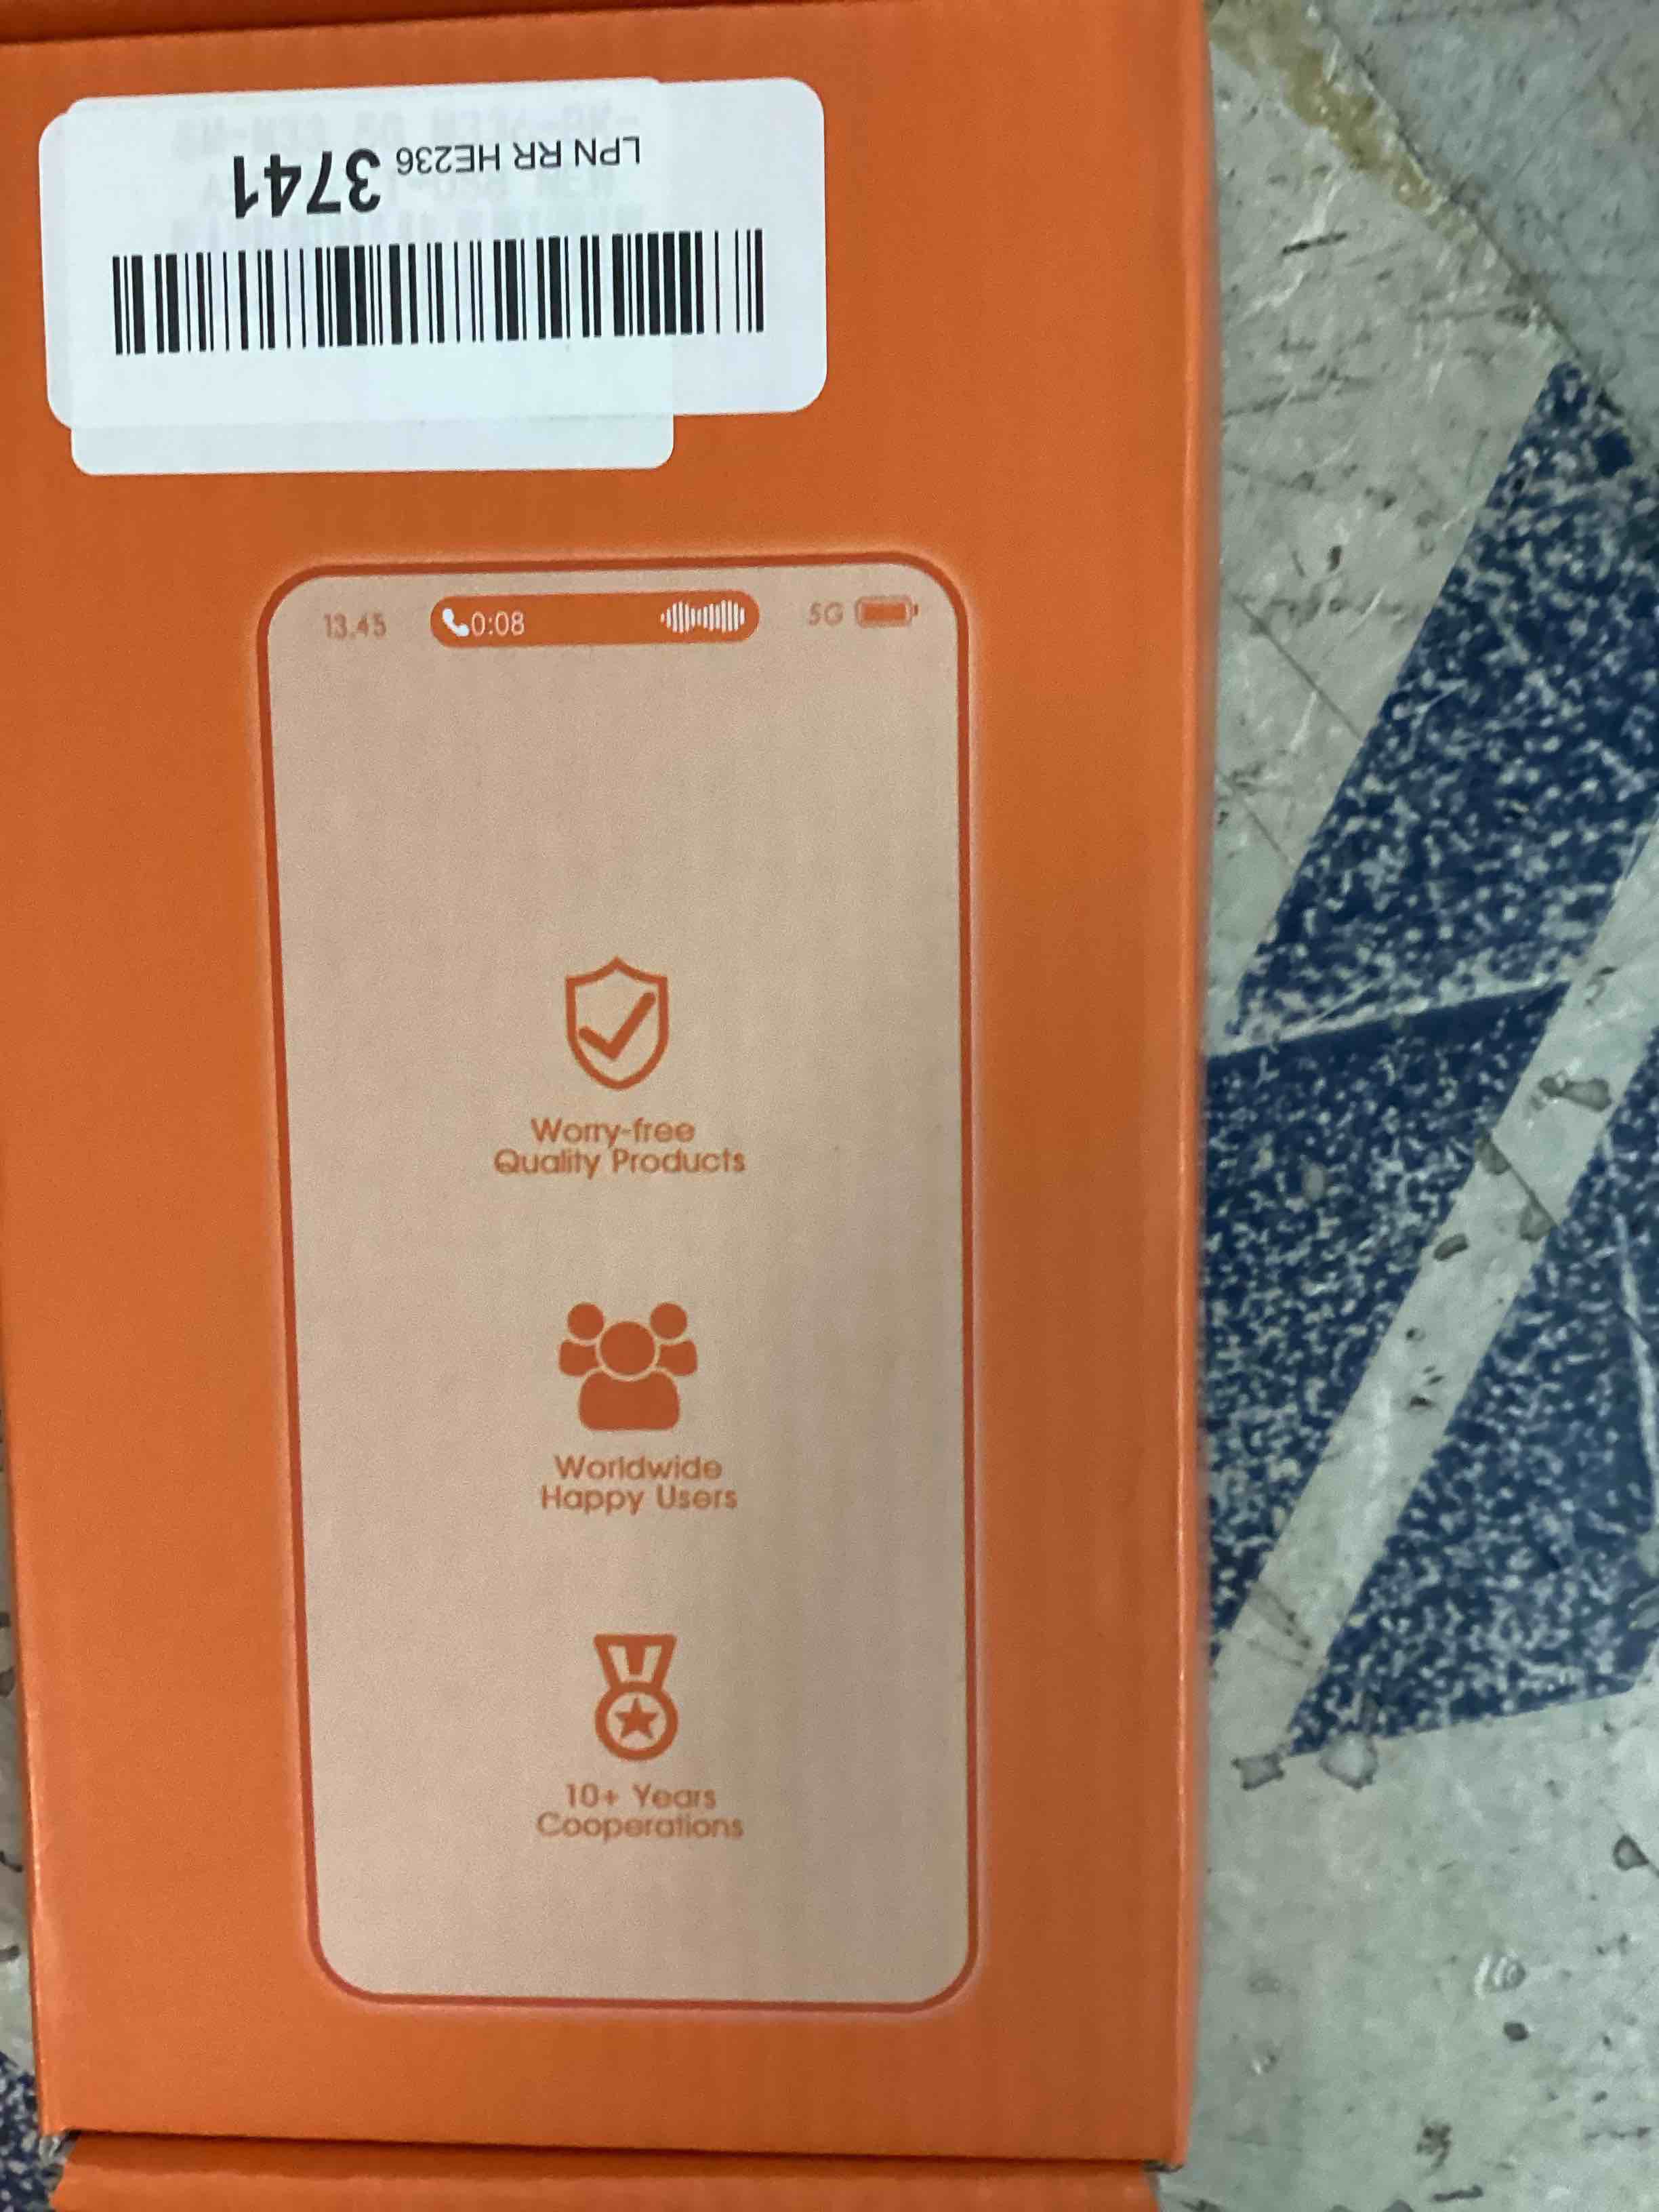 LPN RR HE236 3741
13.45
0:08
5G
Worry-free
Quality Products
Worldwide
Happy Users
10+ Years
Cooperations